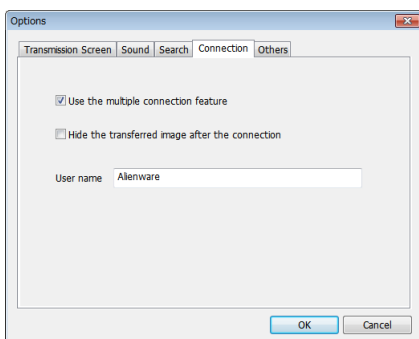 Options
Transmission Screen Sound Search Connection Others
Use the multiple connection feature
Hide the transferred image after the connection
User name Alienware
OK Cancel